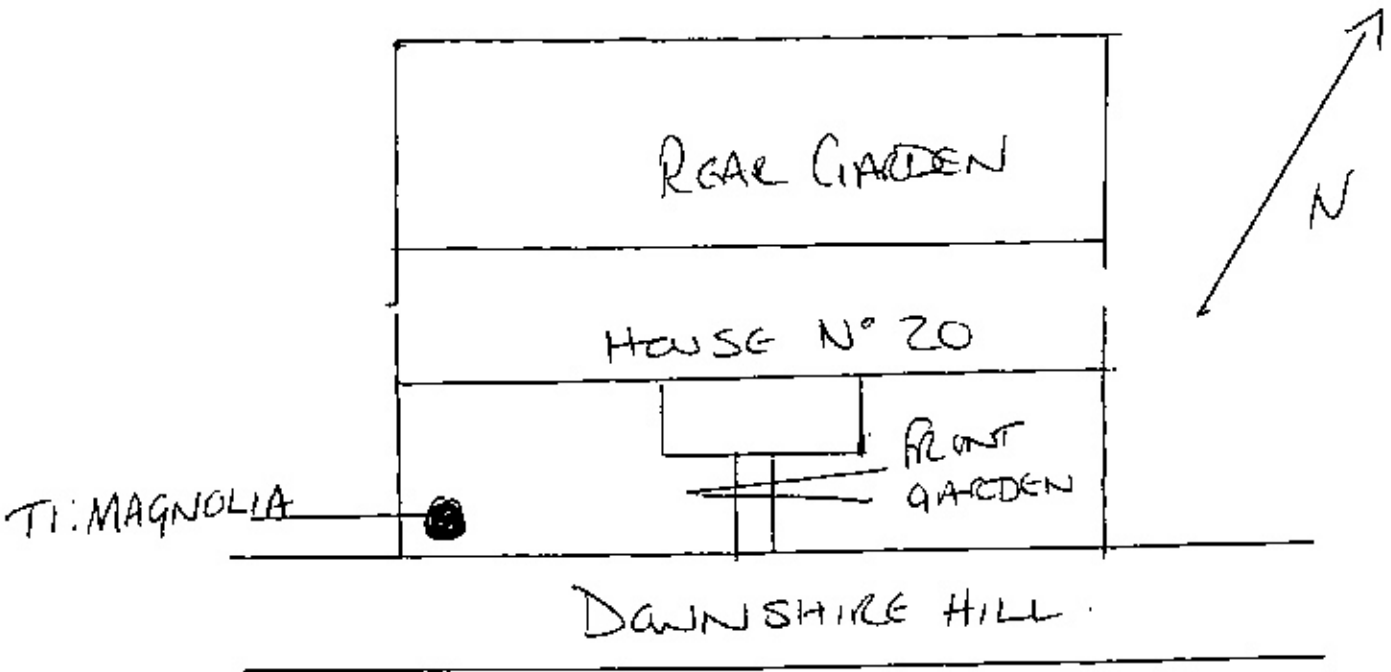 REAR GARDEN
N
HOUSE N° 20
FRONT
GARDEN
T1: MAGNOLIA
DOWNSHIRE HILL.